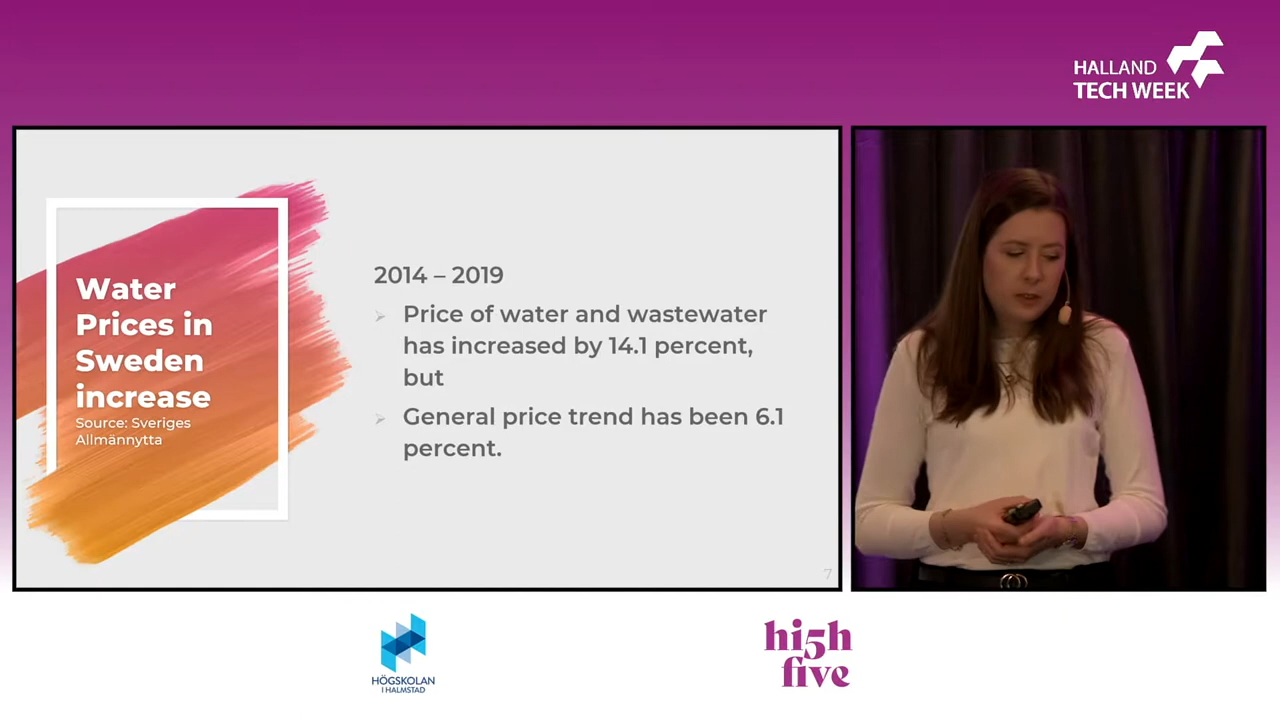 HALLAND
TECH WEEK
Water
Prices in
Sweden
increase
Source: Sveriges
Allmännytta
2014 – 2019
Price of water and wastewater
has increased by 14.1 percent,
but
General price trend has been 6.1
percent.
7
HÖGSKOLAN
I HALMSTAD
hi5h
five